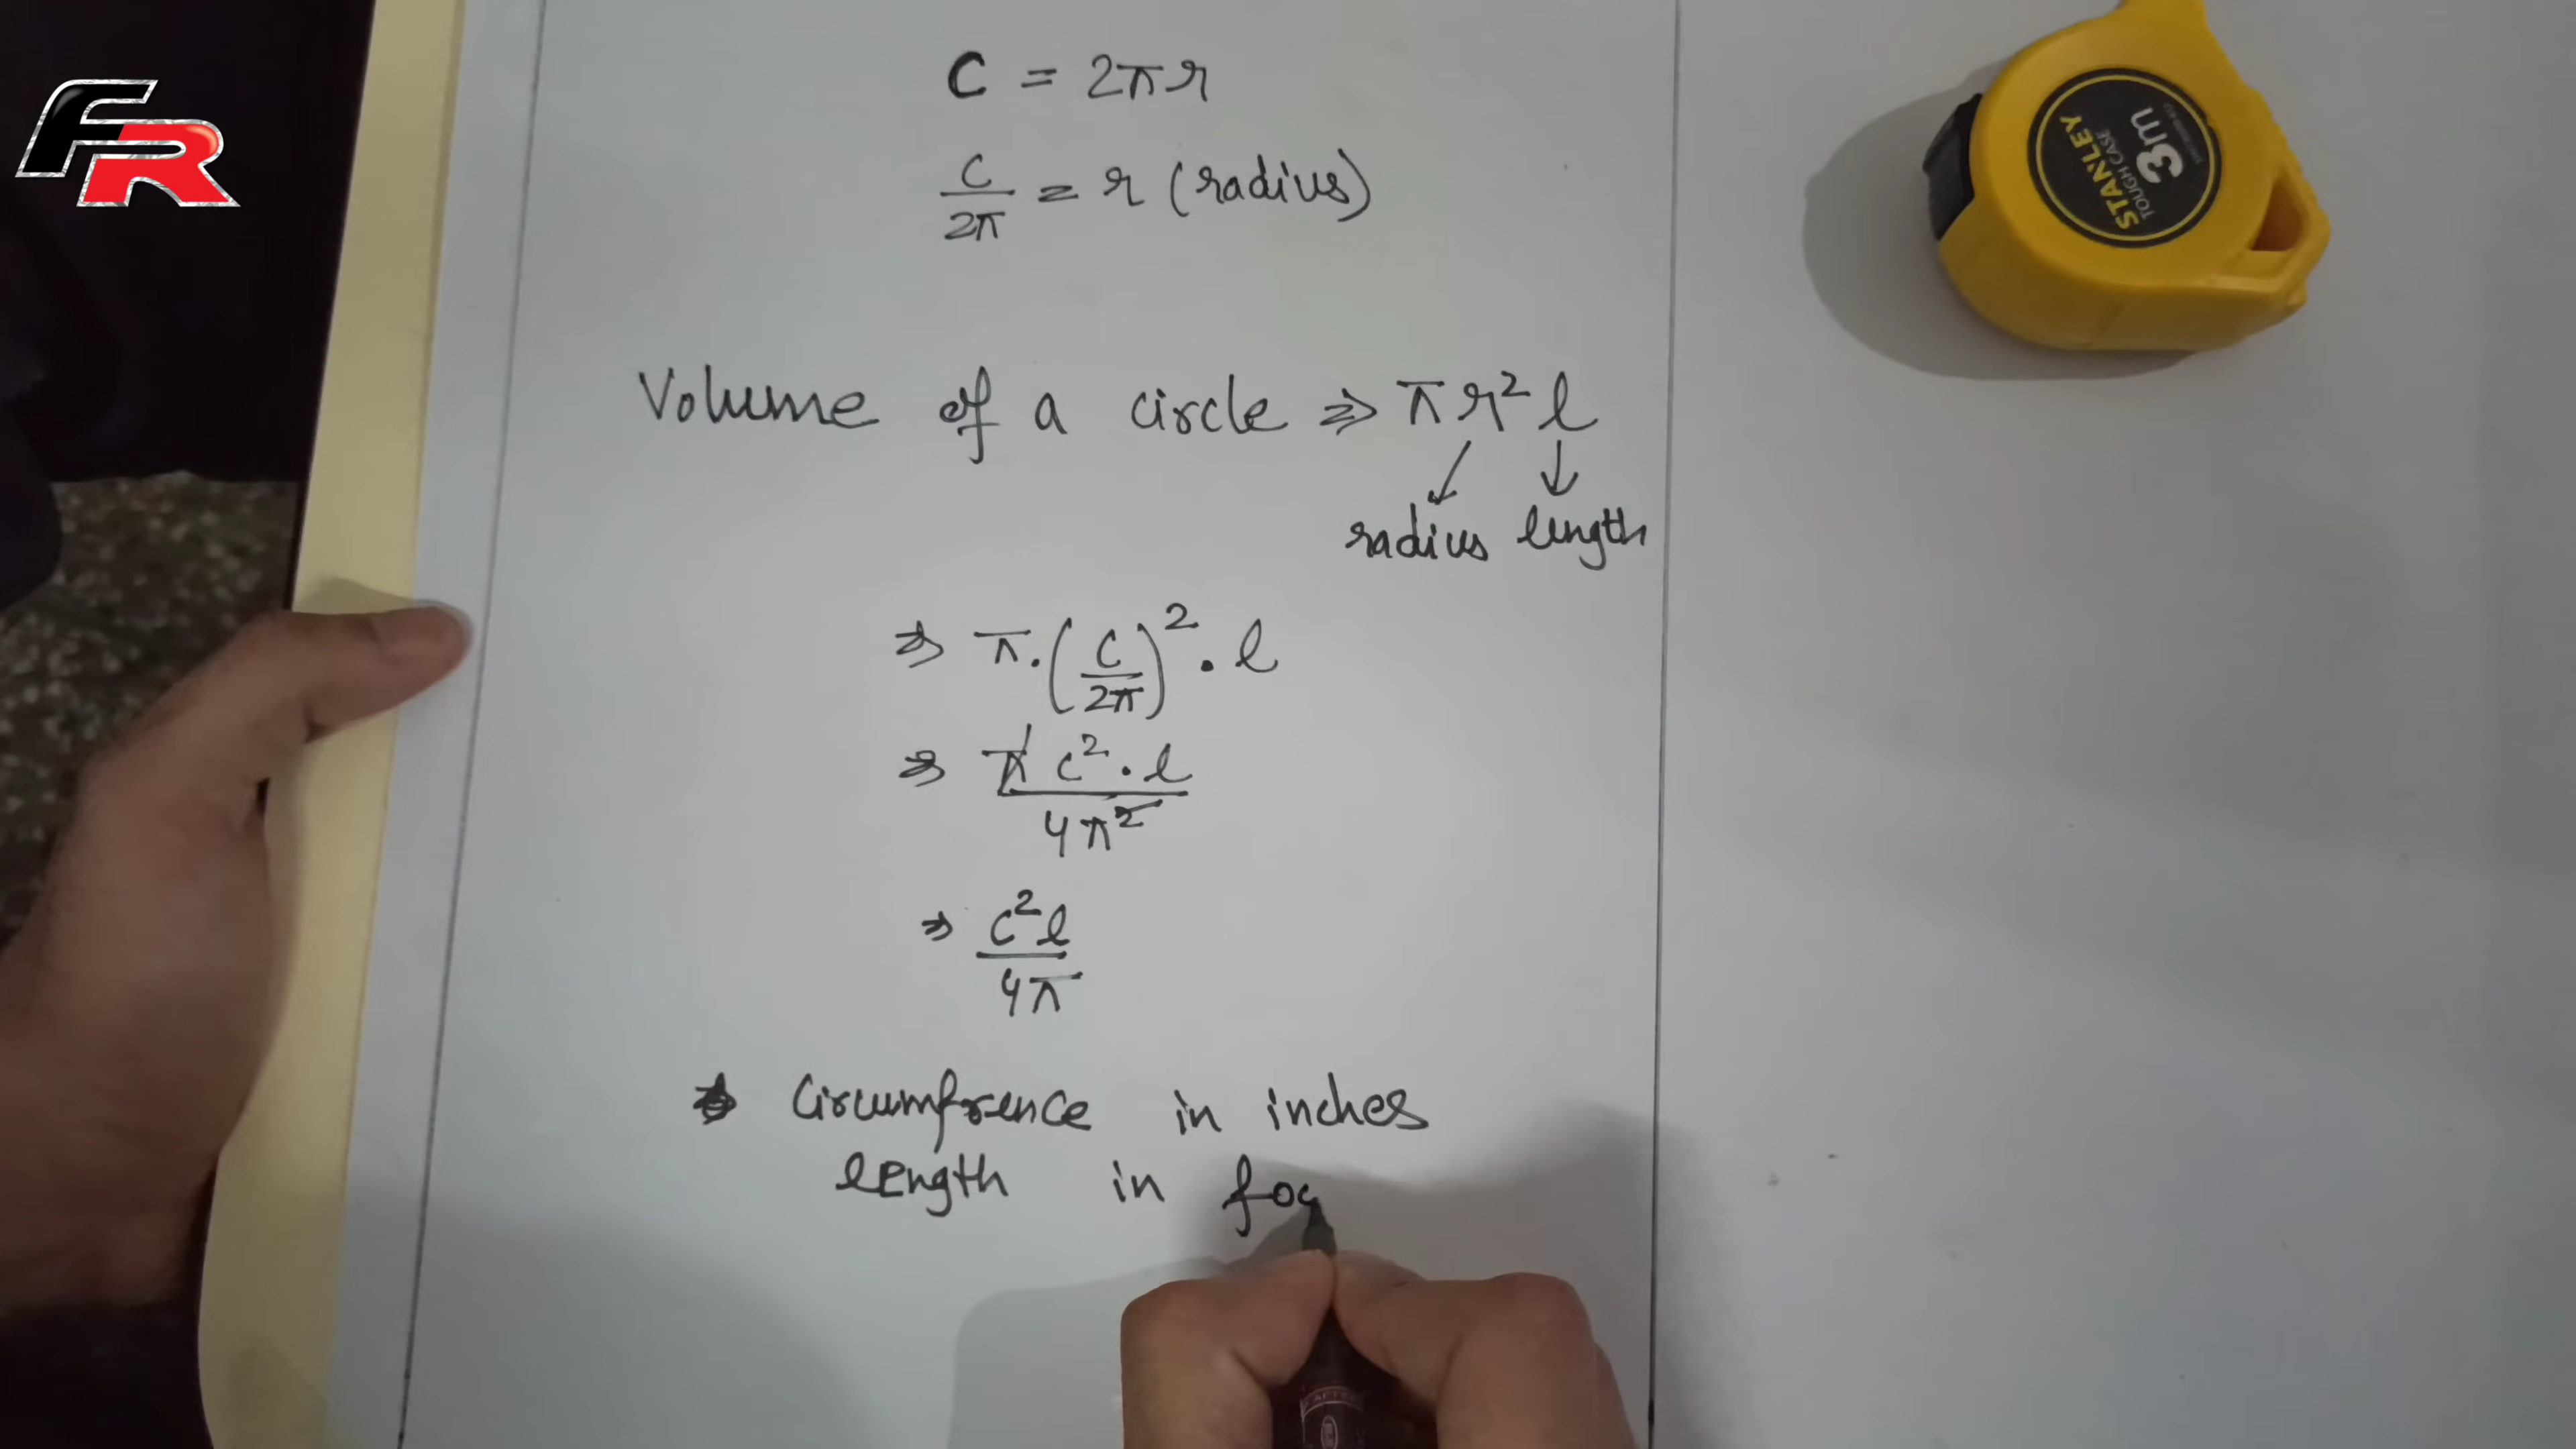 FR
C = 2πr
C/2π = r (radius)
STANLEY
TOUGH CASE
3m
Volume of a circle ⇒ πr²l
radius length
⇒ π.(C/2π)².l
⇒ πc².l/4π²
⇒ c²l/4π
Circumfrence in inches
length in foo